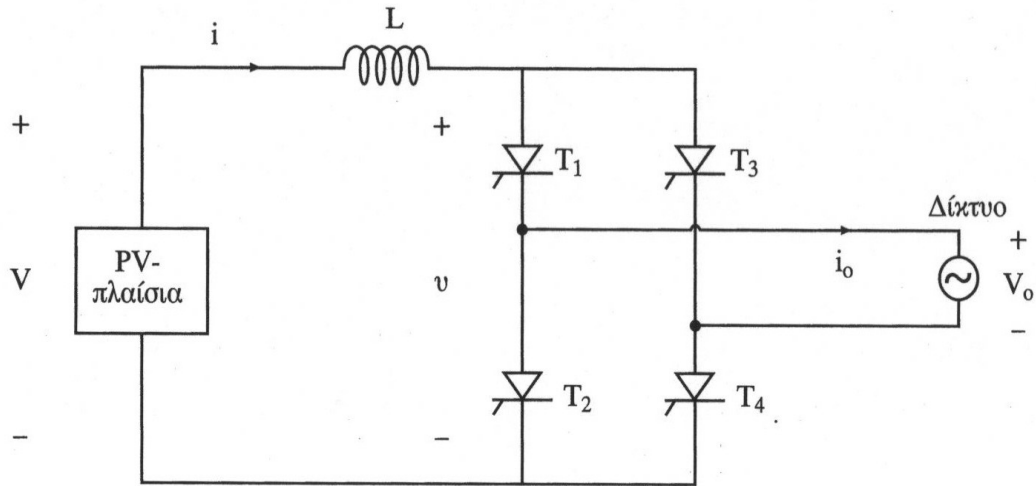 i
L
+
+
T₁
T₃
Δίκτυο
+
V
PV-
πλαίσια
υ
iₒ
~
Vₒ
−
T₂
T₄
−
−